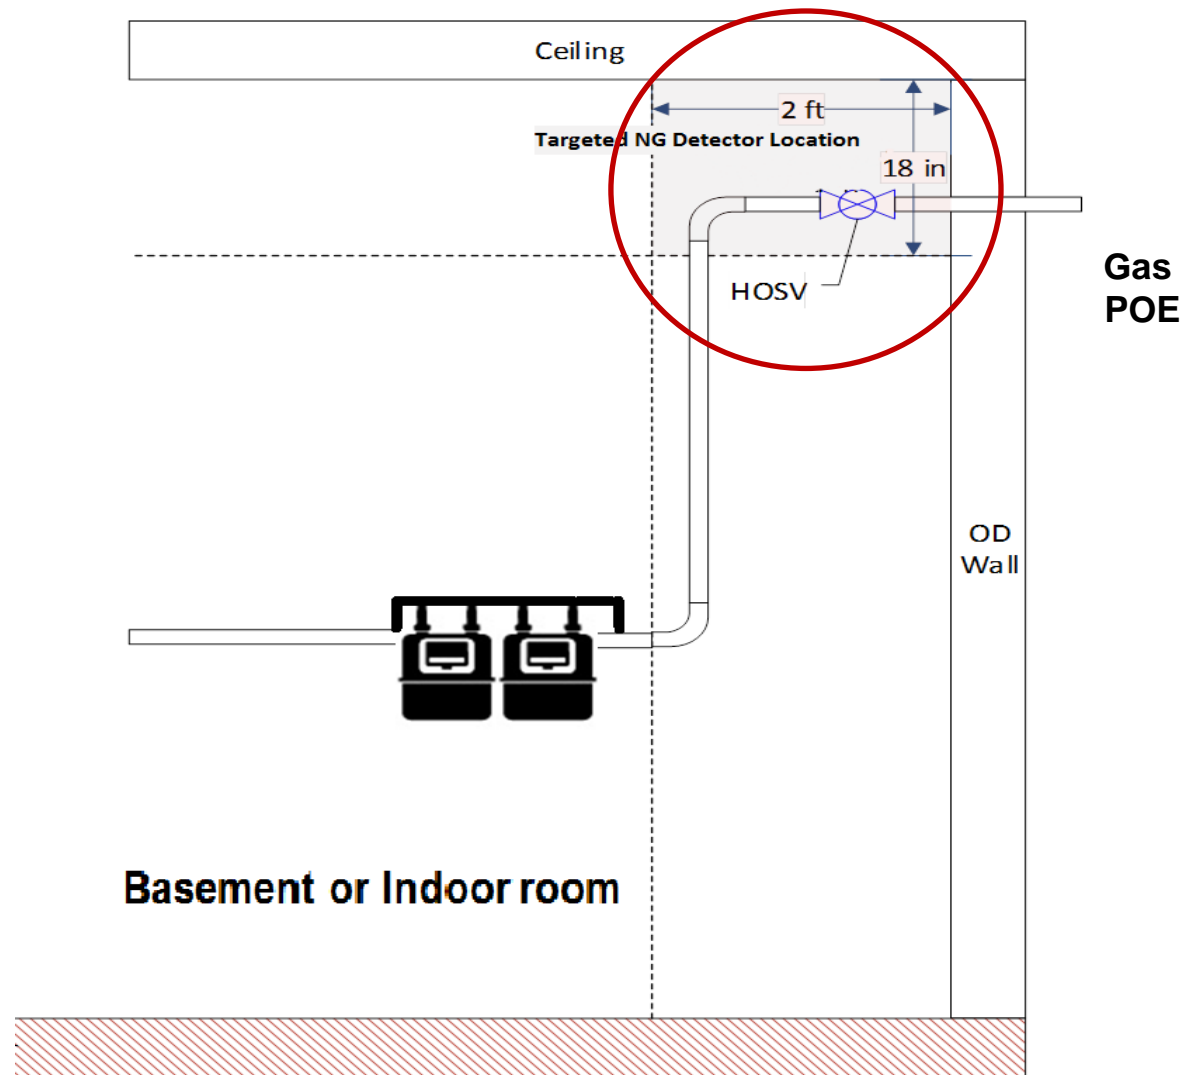 Ceiling
2 ft
Targeted NG Detector Location
18 in
HOSV
Gas
POE
OD
Wall
Basement or Indoor room